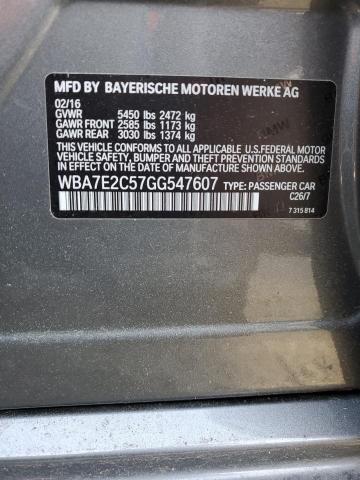 MFD BY BAYERISCHE MOTOREN WERKE AG
02/16
GVWR 5450 lbs 2472 kg
GAWR FRONT 2585 lbs 1173 kg
GAWR REAR 3030 lbs 1374 kg
THIS VEHICLE CONFORMS TO ALL APPLICABLE U.S.FEDERAL MOTOR
VEHICLE SAFETY, BUMPER, AND THEFT PREVENTION STANDARDS
IN EFFECT ON THE DATE OF MANUFACTURE SHOWN ABOVE.
WBA7E2C57GG547607 TYPE: PASSENGER CAR
C26/7
7 315 814